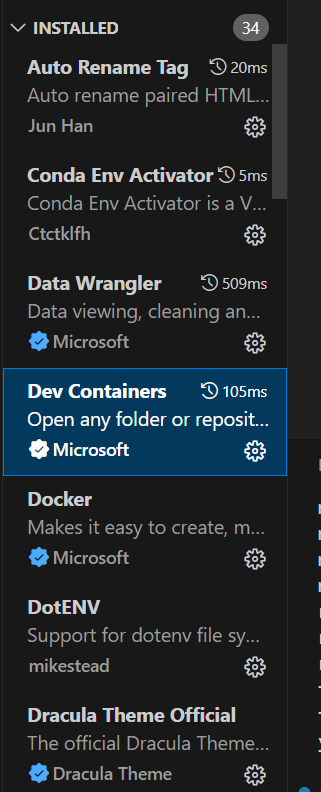 INSTALLED 34
Auto Rename Tag 20ms
Auto rename paired HTML...
Jun Han
Conda Env Activator 5ms
Conda Env Activator is a V...
Ctctklfh
Data Wrangler 509ms
Data viewing, cleaning an...
Microsoft
Dev Containers 105ms
Open any folder or reposit...
Microsoft
Docker
Makes it easy to create, m...
Microsoft
DotENV
Support for dotenv file sy...
mikestead
Dracula Theme Official
The official Dracula Theme...
Dracula Theme